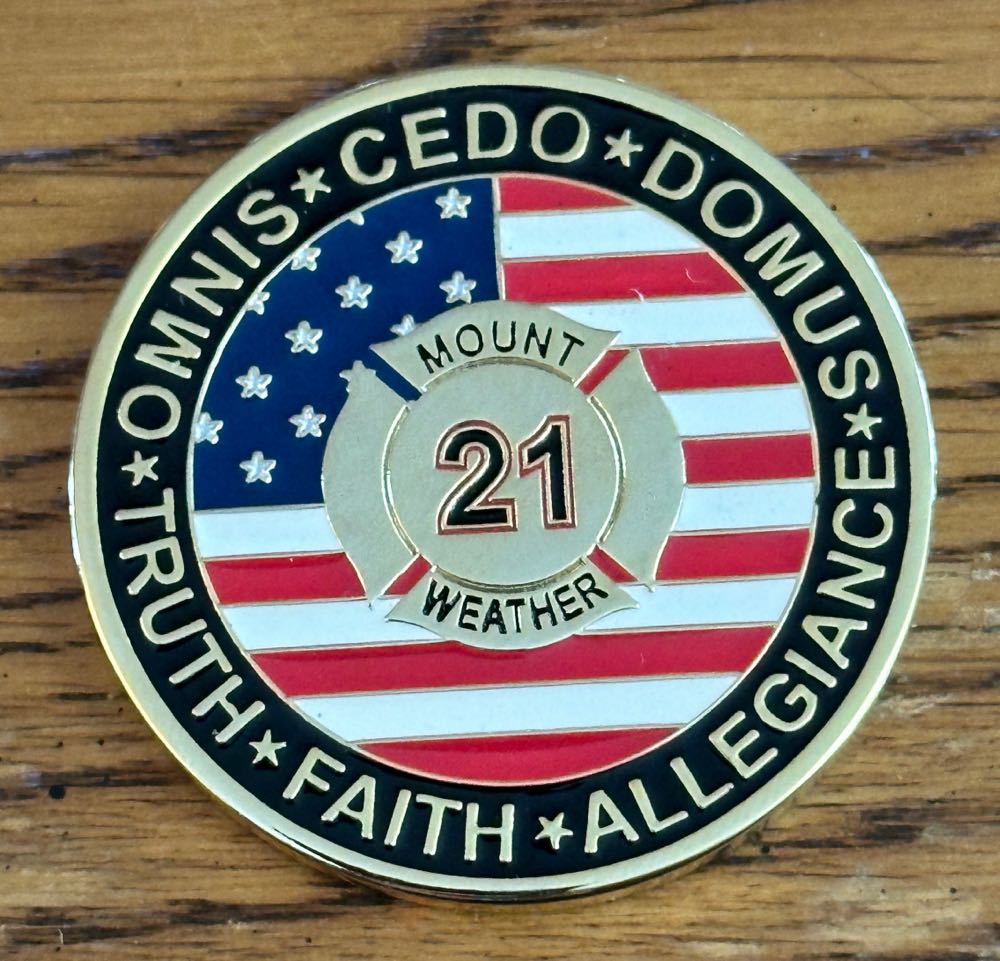 OMNIS★CEDO★DOMUS★
TRUTH★FAITH★ALLEGIANCE★
MOUNT
21
WEATHER